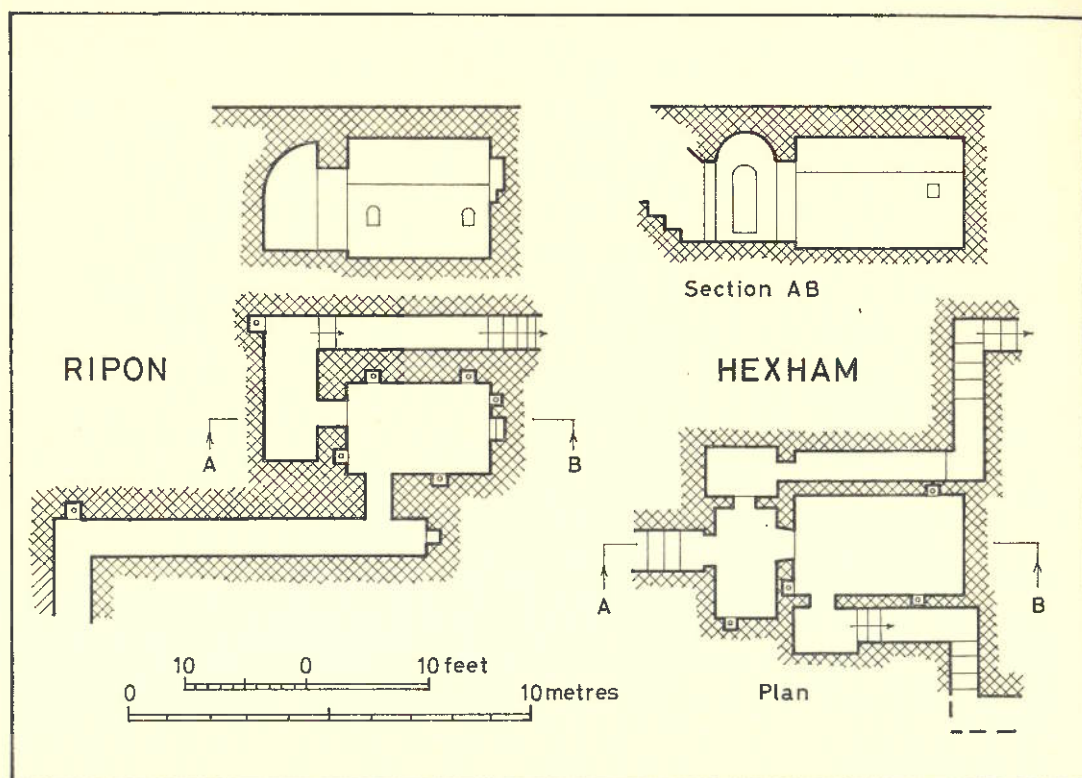 Section AB
RIPON
HEXHAM
A
B
A
B
10 0 10 feet
0 10 metres
Plan